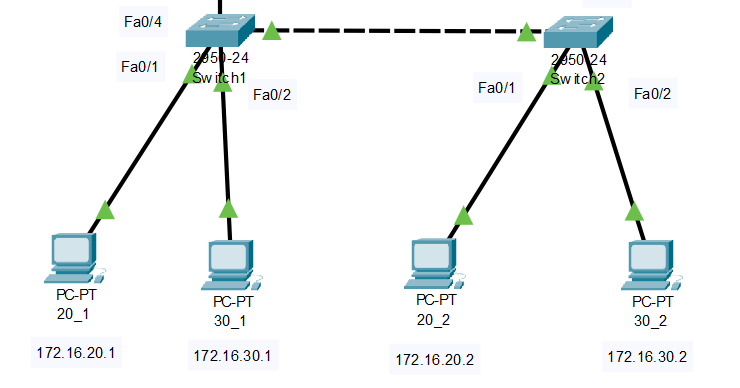 Fa0/4
2950-24
Switch1
Fa0/1
Fa0/2
2950-24
Switch2
Fa0/1
Fa0/2
PC-PT
20_1
PC-PT
30_1
PC-PT
20_2
PC-PT
30_2
172.16.20.1
172.16.30.1
172.16.20.2
172.16.30.2